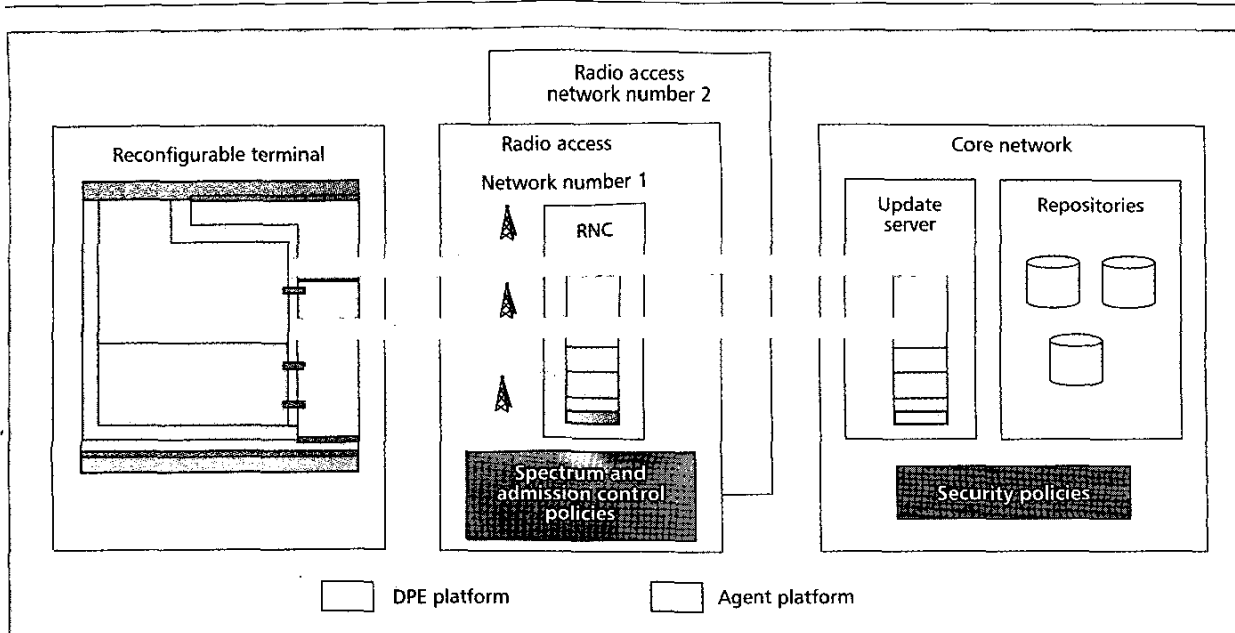 Radio access
network number 2
Reconfigurable terminal
Radio access
Network number 1
RNC
Core network
Update
server
Repositories
Spectrum and
admission control
policies
Security policies
DPE platform
Agent platform